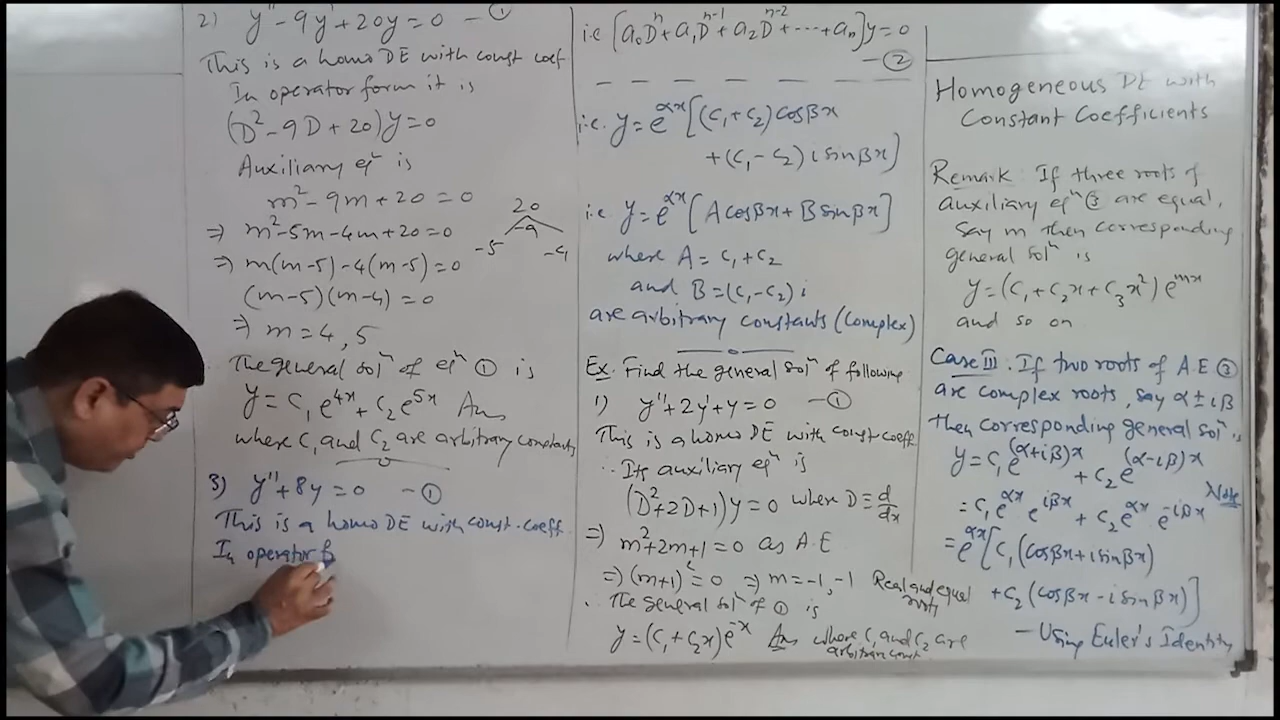 2) y'' - 9y' + 20y = 0 — ①
This is a homo DE with const coef
In operator form it is
(D² - 9D + 20)y = 0
Auxiliary eqⁿ is
m² - 9m + 20 = 0
⇒ m² - 5m - 4m + 20 = 0
20
-9
-5 -4
⇒ m(m-5) - 4(m-5) = 0
(m-5)(m-4) = 0
⇒ m = 4, 5
The general solⁿ of eqⁿ ① is
y = c₁e^{4x} + c₂e^{5x} Ans
where c₁ and c₂ are arbitrary constants
3) y'' + 8y = 0 — ①
This is a homo DE with const. coeff.
In operator f
i.e [a₀Dⁿ + a₁Dⁿ⁻¹ + a₂Dⁿ⁻² + ... + aₙ]y = 0
— ②
i.e. y = e^{αx}[(c₁+c₂)cosβx
+ (c₁-c₂) i sinβx]
i.e y = e^{αx}[A cosβx + B sinβx]
where A = c₁+c₂
and B = (c₁-c₂) i
are arbitrary constants (complex)
Ex. Find the general solⁿ of following
1) y'' + 2y' + y = 0 — ①
This is a homo DE with const-coeff
∴ Its auxiliary eqⁿ is
(D² + 2D + 1)y = 0 where D = d/dx
⇒ m² + 2m + 1 = 0 as A.E
⇒ (m+1)² = 0 ⇒ m = -1, -1 Real and equal
roots
∴ The general solⁿ of ① is
y = (c₁ + c₂x)e^{-x} Ans where c₁ and c₂ are
arbitrary const.
Homogeneous DE with
Constant Coefficients
Remark: If three roots of
auxiliary eqⁿ ③ are equal,
say m then corresponding
general solⁿ is
y = (c₁ + c₂x + c₃x²) e^{mx}
and so on
Case III. If two roots of A.E ③
are complex roots, say α ± iβ
then corresponding general solⁿ is
y = c₁e^{(α+iβ)x} + c₂e^{(α-iβ)x}
Note
= c₁e^{αx} e^{iβx} + c₂e^{αx} e^{-iβx}
= e^{αx}[c₁(cosβx + i sinβx)
+ c₂(cosβx - i sinβx)]
— Using Euler's Identity